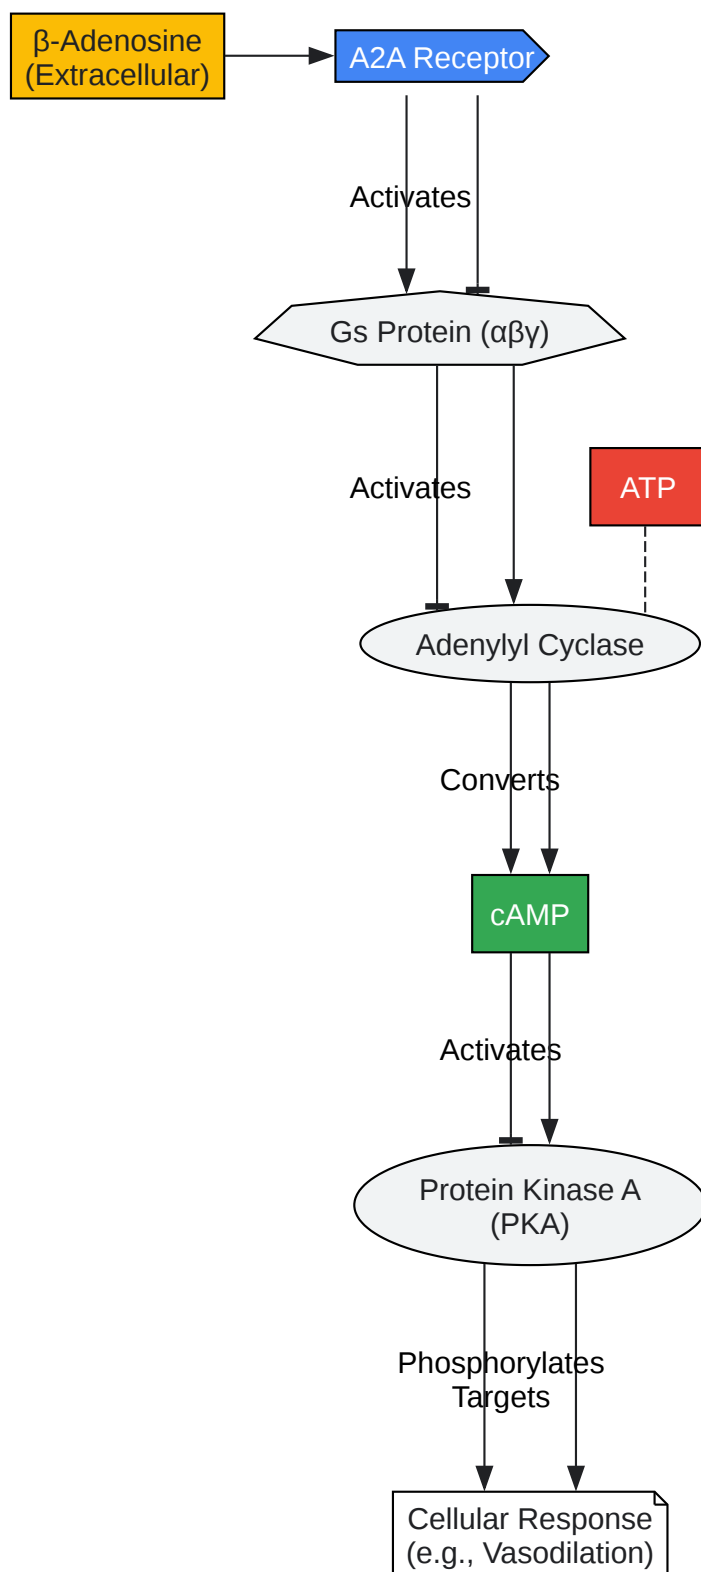 β-Adenosine
(Extracellular)
A2A Receptor
Activates
Gs Protein (αβγ)
Activates
ATP
Adenylyl Cyclase
Converts
cAMP
Activates
Protein Kinase A
(PKA)
Phosphorylates
Targets
Cellular Response
(e.g., Vasodilation)